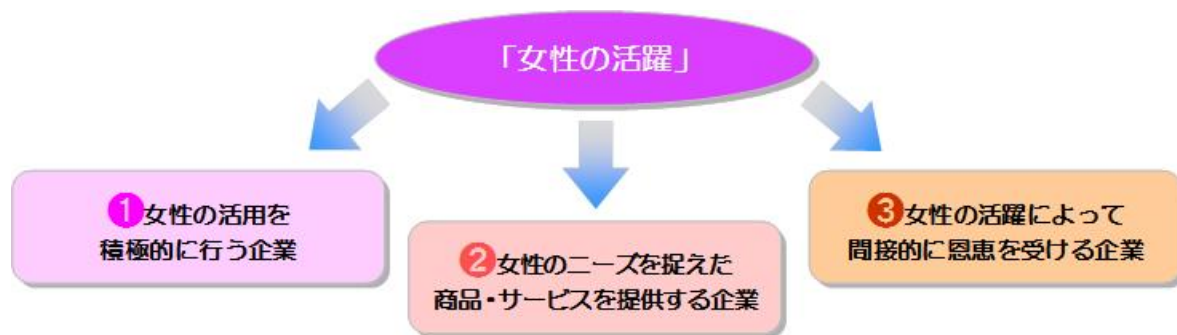 「女性の活躍」
❶女性の活用を
積極的に行う企業
❷女性のニーズを捉えた
商品・サービスを提供する企業
❸女性の活躍によって
間接的に恩恵を受ける企業